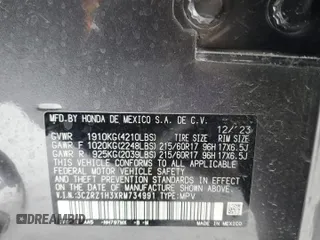 MFD.BY HONDA DE MEXICO S.A. DE C.V.
12/'23
GVWR 1910KG(4210LBS) TIRE SIZE RIM SIZE
GAWR F 1020KG(2248LBS) 215/60R17 96H 17X6.5J
GAWR R 925KG(2039LBS) 215/60R17 96H 17X6.5J
THIS VEHICLE CONFORMS TO ALL APPLICABLE
FEDERAL MOTOR VEHICLE
SAFETY AND THEFT PREVENTION STANDARDS IN
EFFECT ON THE DATE OF MANUFACTURE SHOWN ABOVE.
V.I.N.:3CZRZ1H3XRM734991 TYPE:MPV